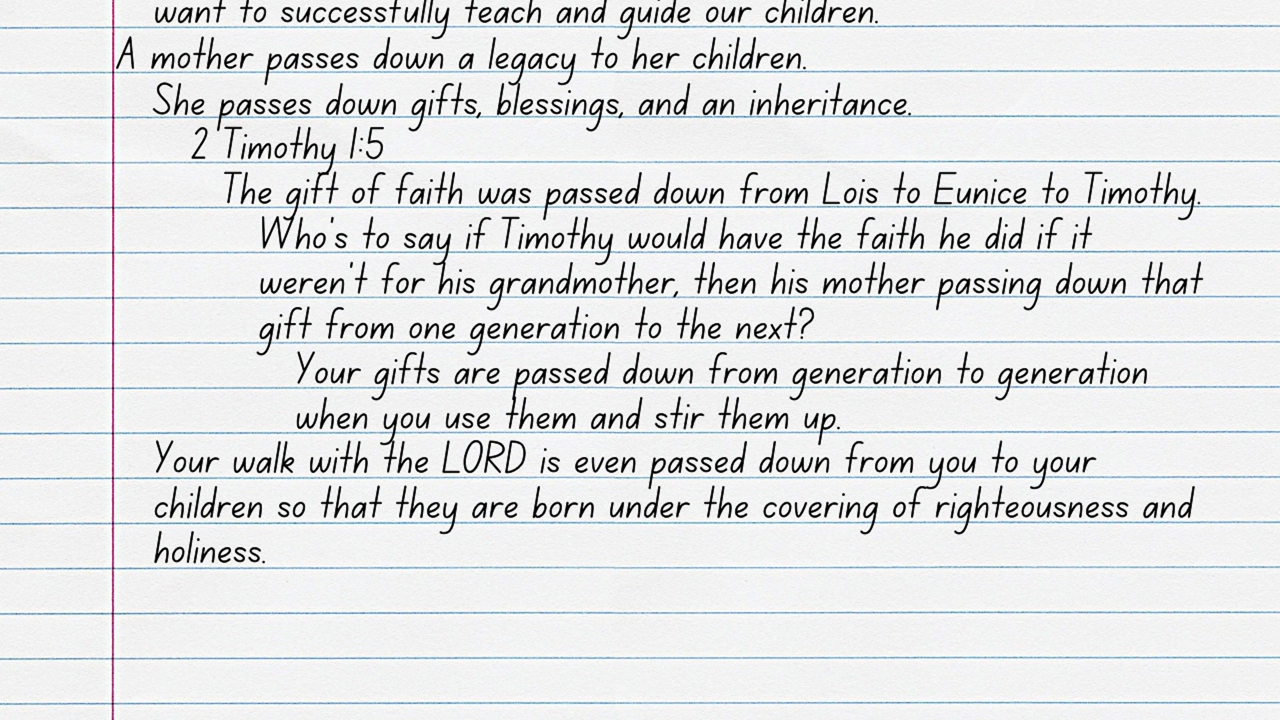 want to successfully teach and guide our children.
A mother passes down a legacy to her children.
She passes down gifts, blessings, and an inheritance.
2 Timothy 1:5
The gift of faith was passed down from Lois to Eunice to Timothy.
Who's to say if Timothy would have the faith he did if it
weren't for his grandmother, then his mother passing down that
gift from one generation to the next?
Your gifts are passed down from generation to generation
when you use them and stir them up.
Your walk with the LORD is even passed down from you to your
children so that they are born under the covering of righteousness and
holiness.